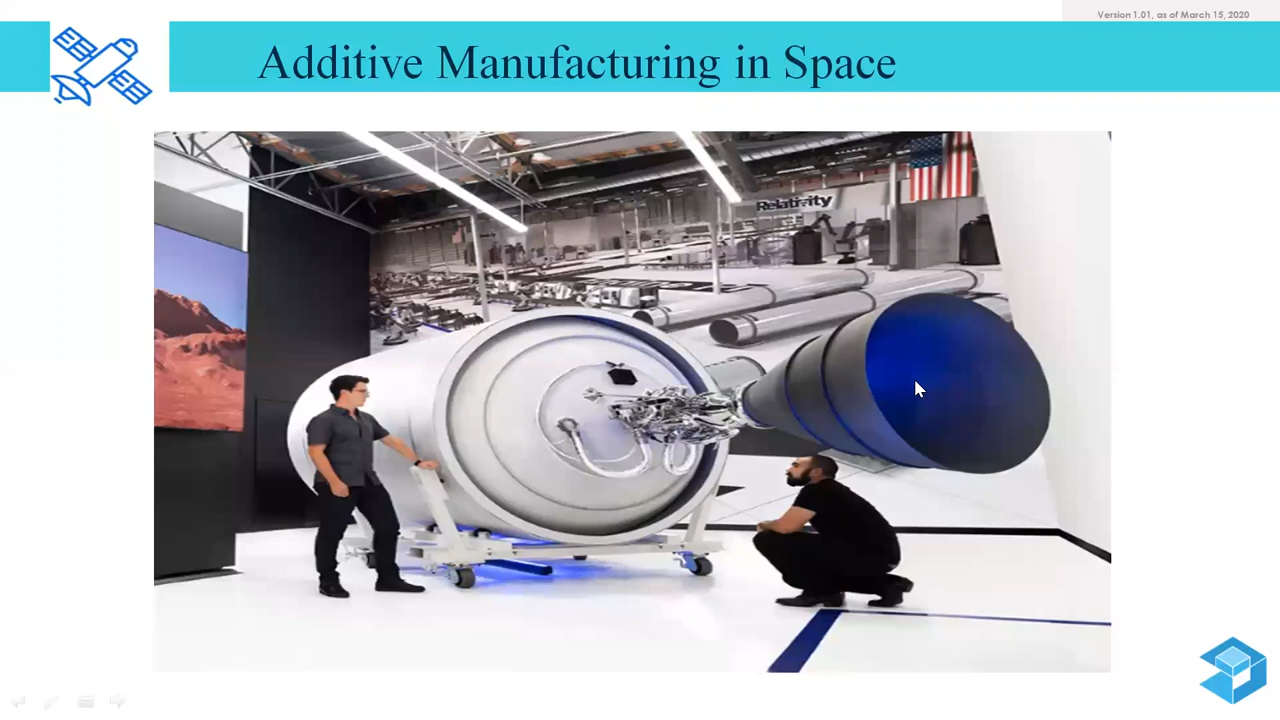 Version 1.01, as of March 15, 2020
Additive Manufacturing in Space
Relativity